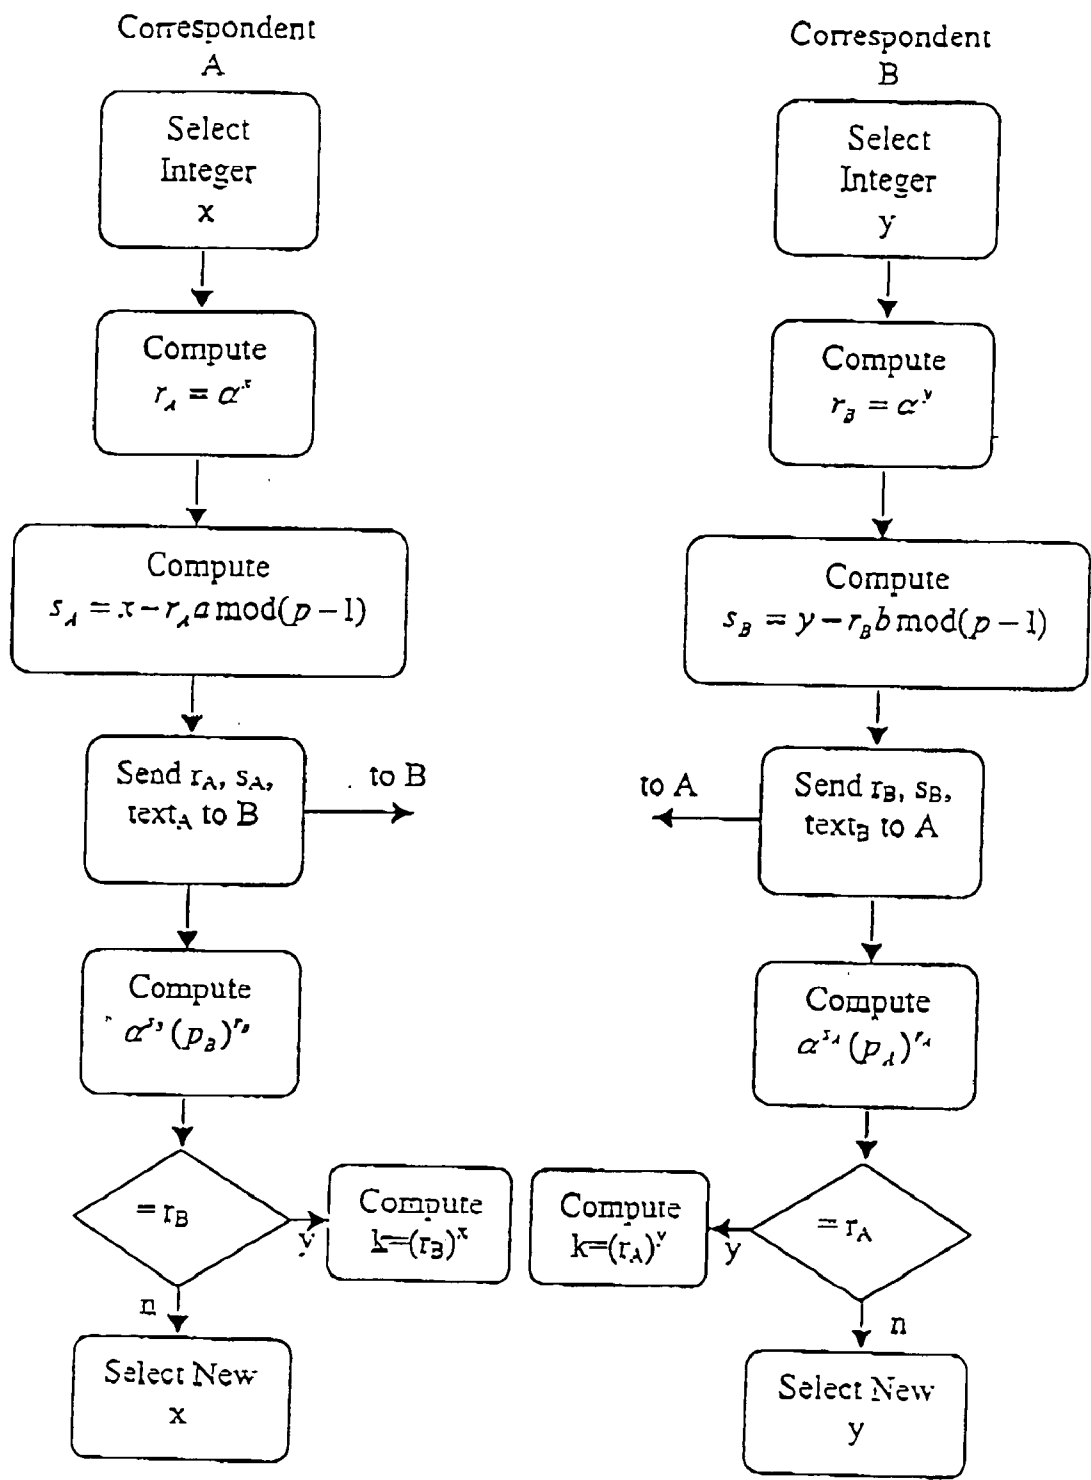 Correspondent
A
Select
Integer
x
Compute
r_A = α^x
Compute
s_A = x − r_A a mod(p − 1)
Send r_A, s_A,
text_A to B
to B
Compute
α^{s_B} (p_B)^{r_B}
= r_B
y
Compute
k=(r_B)^x
n
Select New
x
Correspondent
B
Select
Integer
y
Compute
r_B = α^y
Compute
s_B = y − r_B b mod(p − 1)
Send r_B, s_B,
text_B to A
to A
Compute
α^{s_A} (p_A)^{r_A}
= r_A
y
Compute
k=(r_A)^y
n
Select New
y